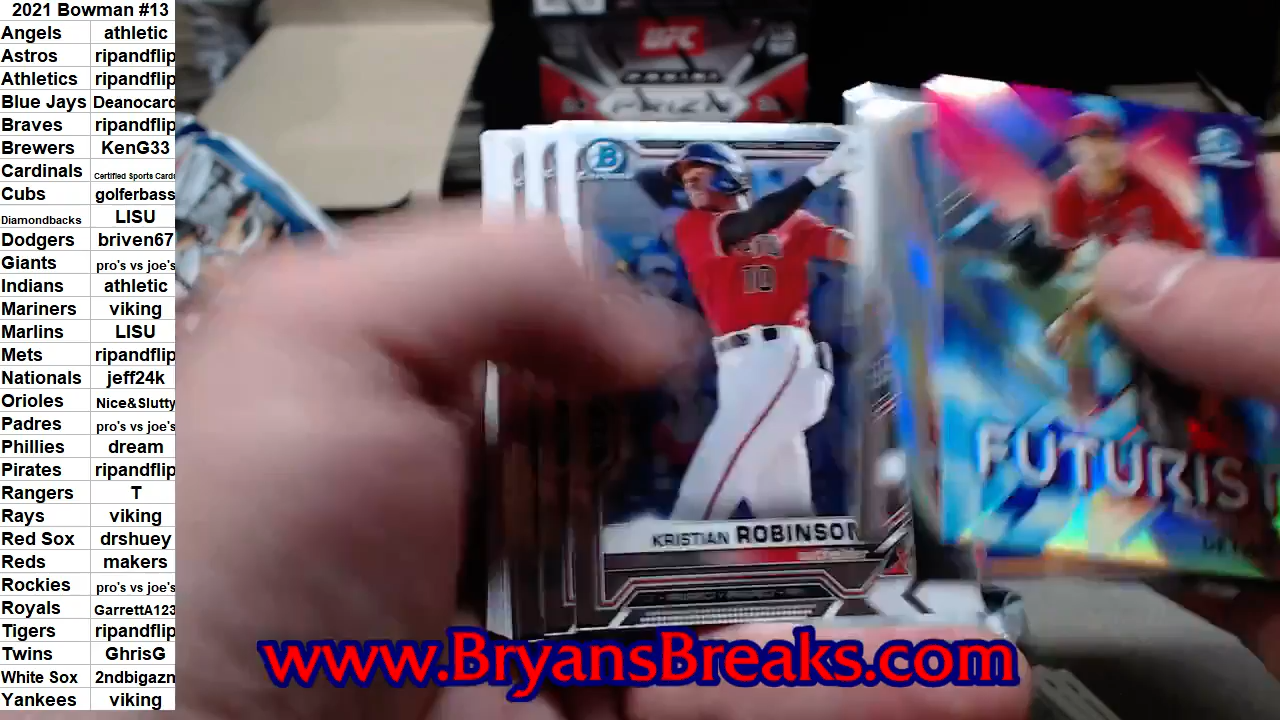 2021 Bowman #13
Angels athletic
Astros ripandflip
Athletics ripandflip
Blue Jays Deanocard
Braves ripandflip
Brewers KenG33
Cardinals Certified Sports Cards
Cubs golferbass
Diamondbacks LISU
Dodgers briven67
Giants pro's vs joe's
Indians athletic
Mariners viking
Marlins LISU
Mets ripandflip
Nationals jeff24k
Orioles Nice&Slutty
Padres pro's vs joe's
Phillies dream
Pirates ripandflip
Rangers T
Rays viking
Red Sox drshuey
Reds makers
Rockies pro's vs joe's
Royals GarrettA123
Tigers ripandflip
Twins GhrisG
White Sox 2ndbigazn
Yankees viking
UFC
PANINI
PRIZM
B
10
KRISTIAN ROBINSON
FUTURIS
www.BryansBreaks.com